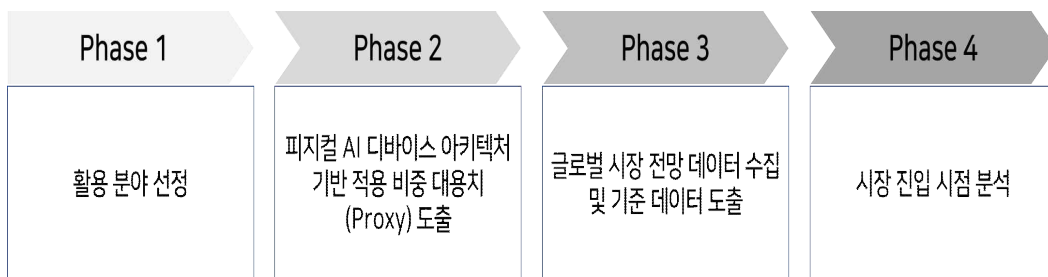 Phase 1
Phase 2
Phase 3
Phase 4
활용 분야 선정
피지컬 AI 디바이스 아키텍처
기반 적용 비중 대용치
(Proxy) 도출
글로벌 시장 전망 데이터 수집
및 기준 데이터 도출
시장 진입 시점 분석